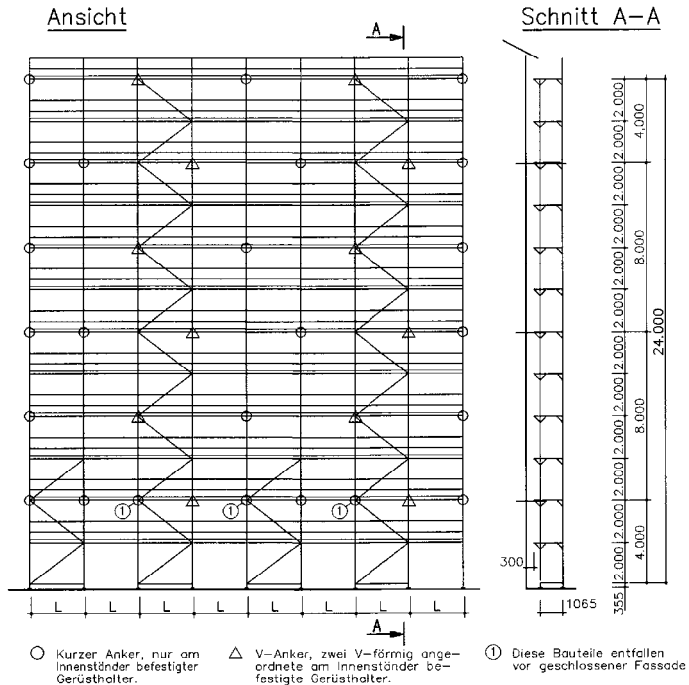 Ansicht
Schnitt A–A
A
2.000 2.000 2.000 2.000 2.000 2.000 2.000 2.000 2.000 2.000 2.000 2.000
4,000
8.000
8.000
4.000
24.000
355
300
1065
1 1 1
L L L L L L L L
A
Kurzer Anker, nur am
Innenständer befestigter
Gerüsthalter.
V–Anker, zwei V–förmig ange–
ordnete am Innenständer be–
festigte Gerüsthalter.
1 Diese Bauteile entfallen
vor geschlossener Fassade